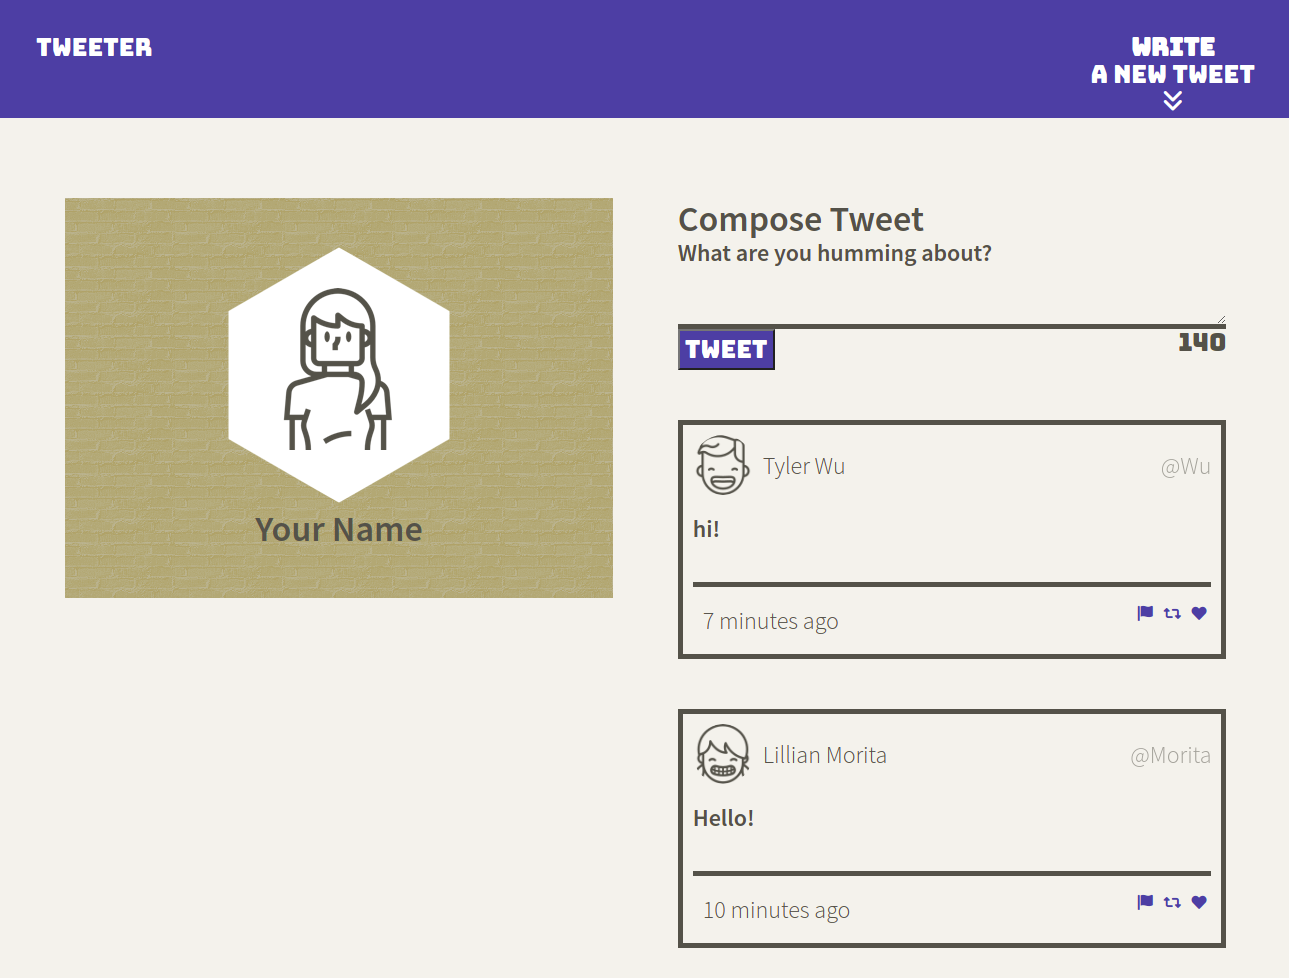 TWEETER
WRITE
A NEW TWEET
Your Name
Compose Tweet
What are you humming about?
TWEET
140
Tyler Wu
@Wu
hi!
7 minutes ago
Lillian Morita
@Morita
Hello!
10 minutes ago